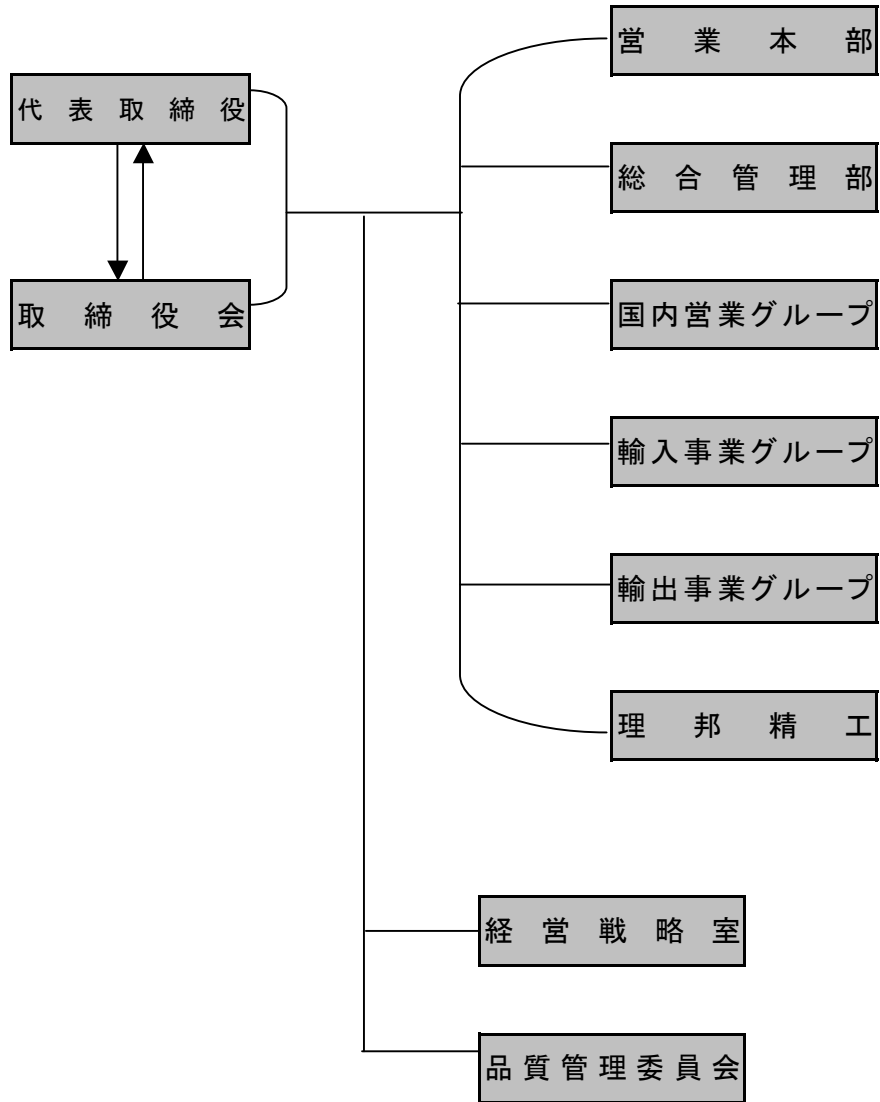 代表取締役
取締役会
営業本部
総合管理部
国内営業グループ
輸入事業グループ
輸出事業グループ
理邦精工
経営戦略室
品質管理委員会